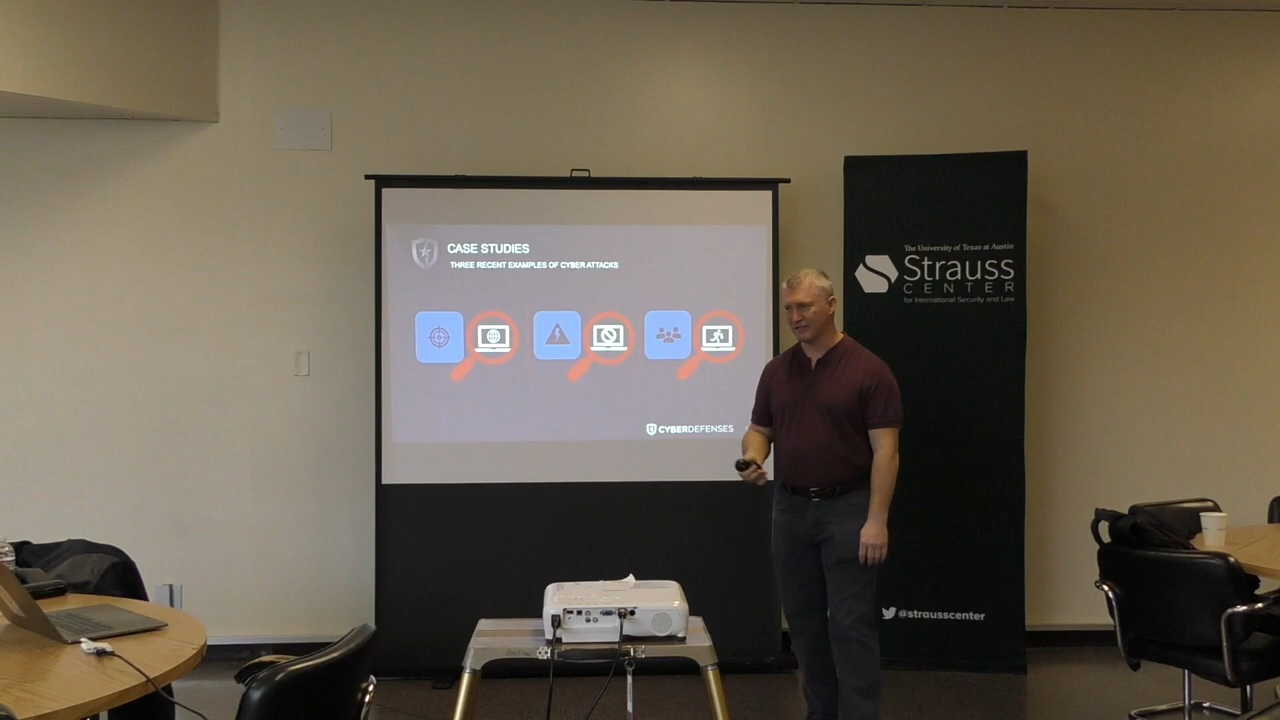 CASE STUDIES
THREE RECENT EXAMPLES OF CYBER ATTACKS
CYBERDEFENSES
The University of Texas at Austin
Strauss
CENTER
for International Security and Law
@strausscenter